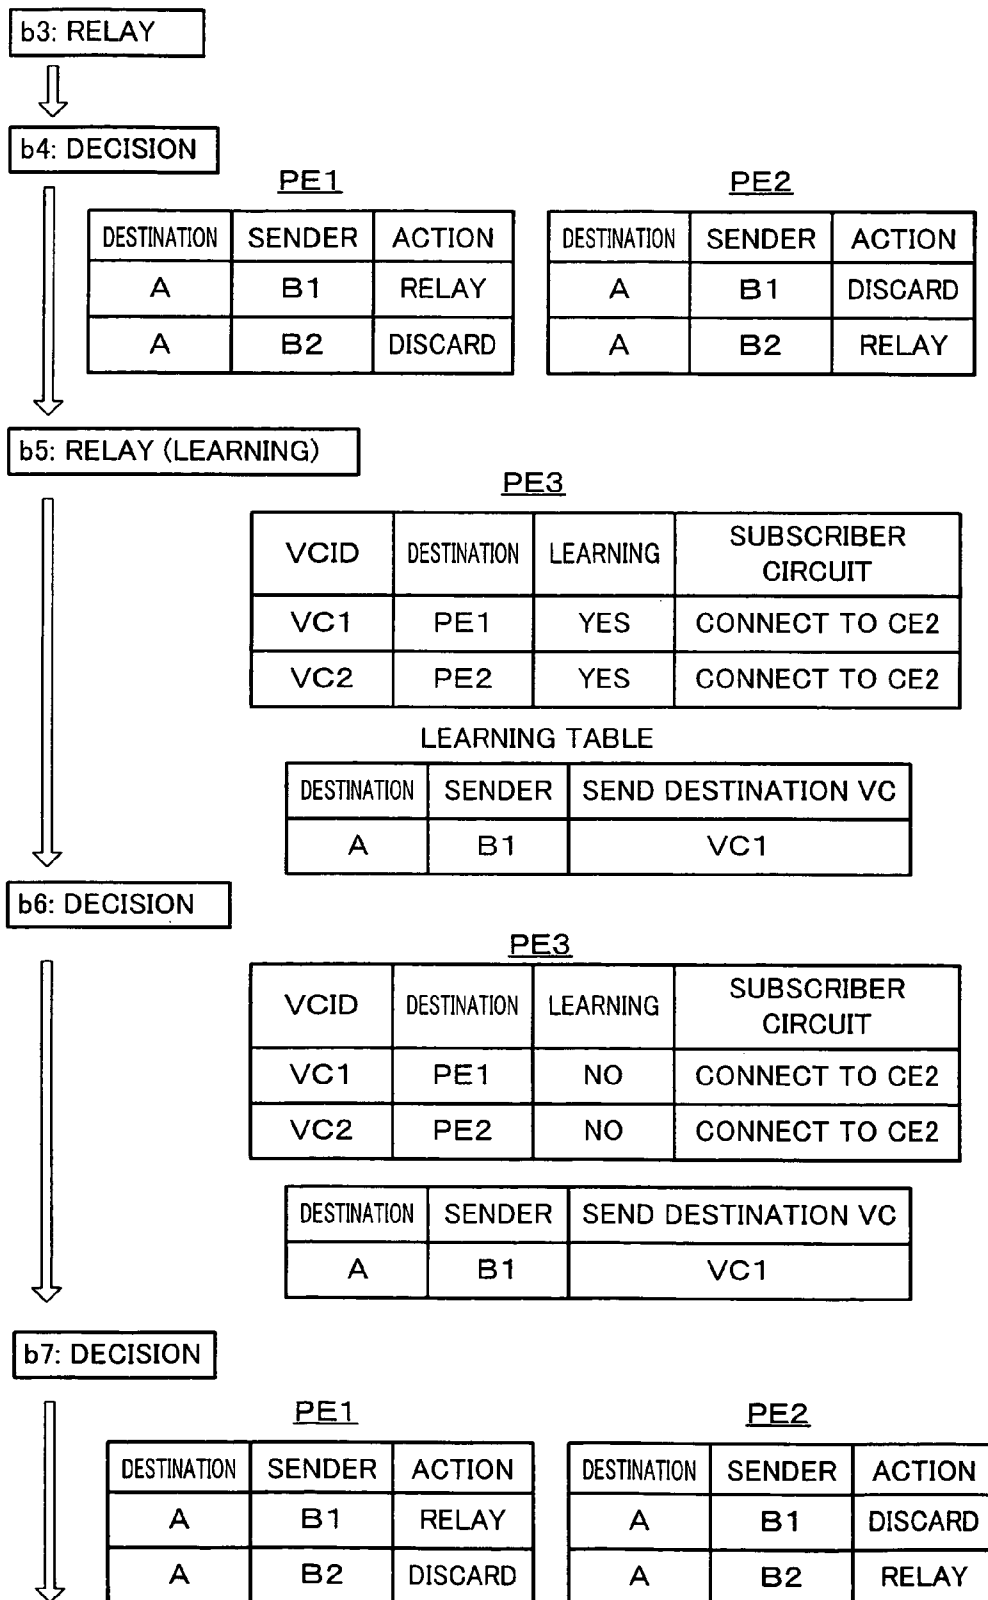 b3: RELAY
b4: DECISION
PE1
PE2
DESTINATION SENDER ACTION
A B1 RELAY
A B2 DISCARD
DESTINATION SENDER ACTION
A B1 DISCARD
A B2 RELAY
b5: RELAY (LEARNING)
PE3
VCID DESTINATION LEARNING SUBSCRIBER
CIRCUIT
VC1 PE1 YES CONNECT TO CE2
VC2 PE2 YES CONNECT TO CE2
LEARNING TABLE
DESTINATION SENDER SEND DESTINATION VC
A B1 VC1
b6: DECISION
PE3
VCID DESTINATION LEARNING SUBSCRIBER
CIRCUIT
VC1 PE1 NO CONNECT TO CE2
VC2 PE2 NO CONNECT TO CE2
DESTINATION SENDER SEND DESTINATION VC
A B1 VC1
b7: DECISION
PE1
PE2
DESTINATION SENDER ACTION
A B1 RELAY
A B2 DISCARD
DESTINATION SENDER ACTION
A B1 DISCARD
A B2 RELAY